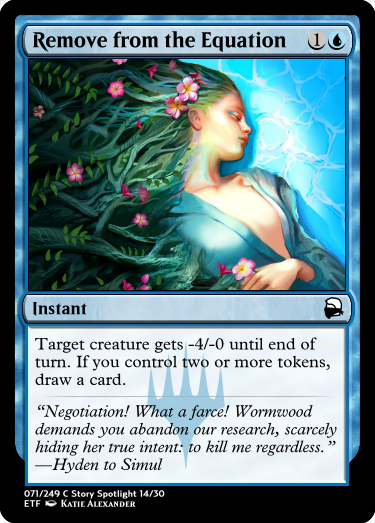 Remove from the Equation 1
Instant
Target creature gets -4/-0 until end of
turn. If you control two or more tokens,
draw a card.
“Negotiation! What a farce! Wormwood
demands you abandon our research, scarcely
hiding her true intent: to kill me regardless.”
—Hyden to Simul
071/249 C Story Spotlight 14/30
ETF Katie Alexander